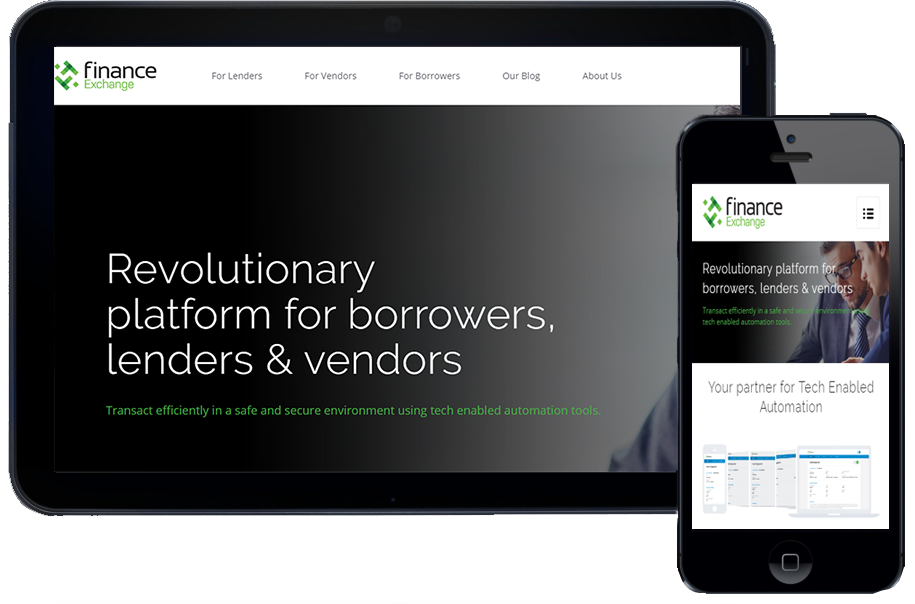 finance
Exchange
For Lenders
For Vendors
For Borrowers
Our Blog
About Us
Revolutionary
platform for borrowers,
lenders & vendors
Transact efficiently in a safe and secure environment using tech enabled automation tools.
finance
Exchange
Revolutionary platform for
borrowers, lenders & vendors
Transact efficiently in a safe and secure environment
tech enabled automation tools.
Your partner for Tech Enabled
Automation